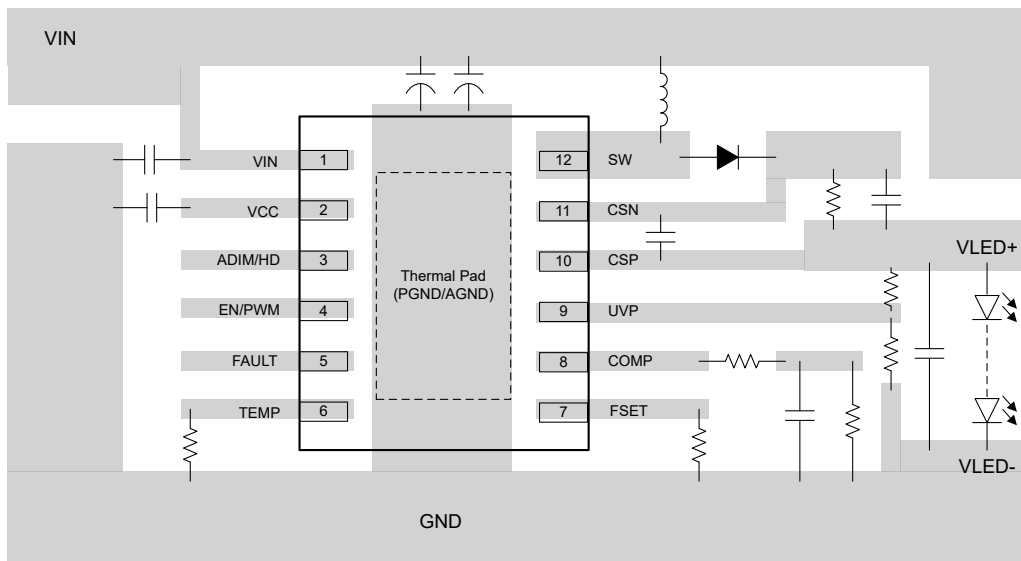 VIN
VIN 1
12 SW
VCC 2
11 CSN
ADIM/HD 3
10 CSP
VLED+
Thermal Pad
(PGND/AGND)
EN/PWM 4
9 UVP
FAULT 5
8 COMP
TEMP 6
7 FSET
VLED-
GND